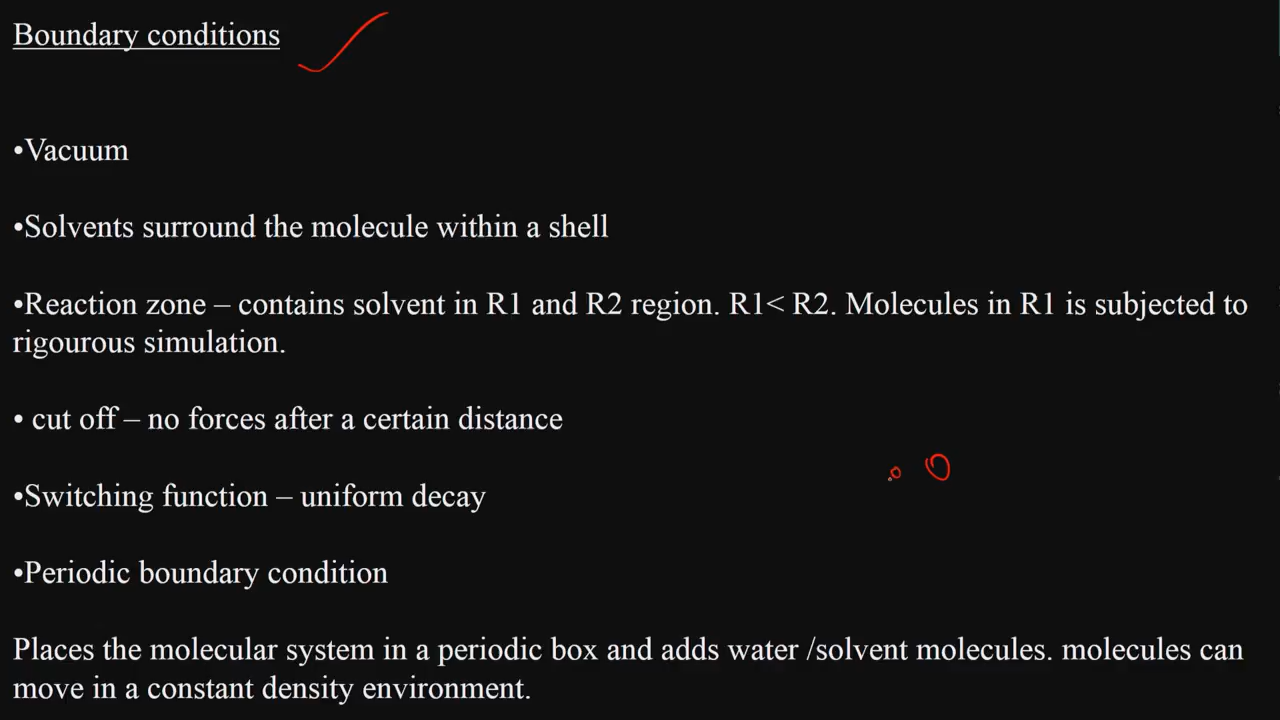 Boundary conditions
•Vacuum
•Solvents surround the molecule within a shell
•Reaction zone – contains solvent in R1 and R2 region. R1< R2. Molecules in R1 is subjected to
rigourous simulation.
• cut off – no forces after a certain distance
•Switching function – uniform decay
•Periodic boundary condition
Places the molecular system in a periodic box and adds water /solvent molecules. molecules can
move in a constant density environment.